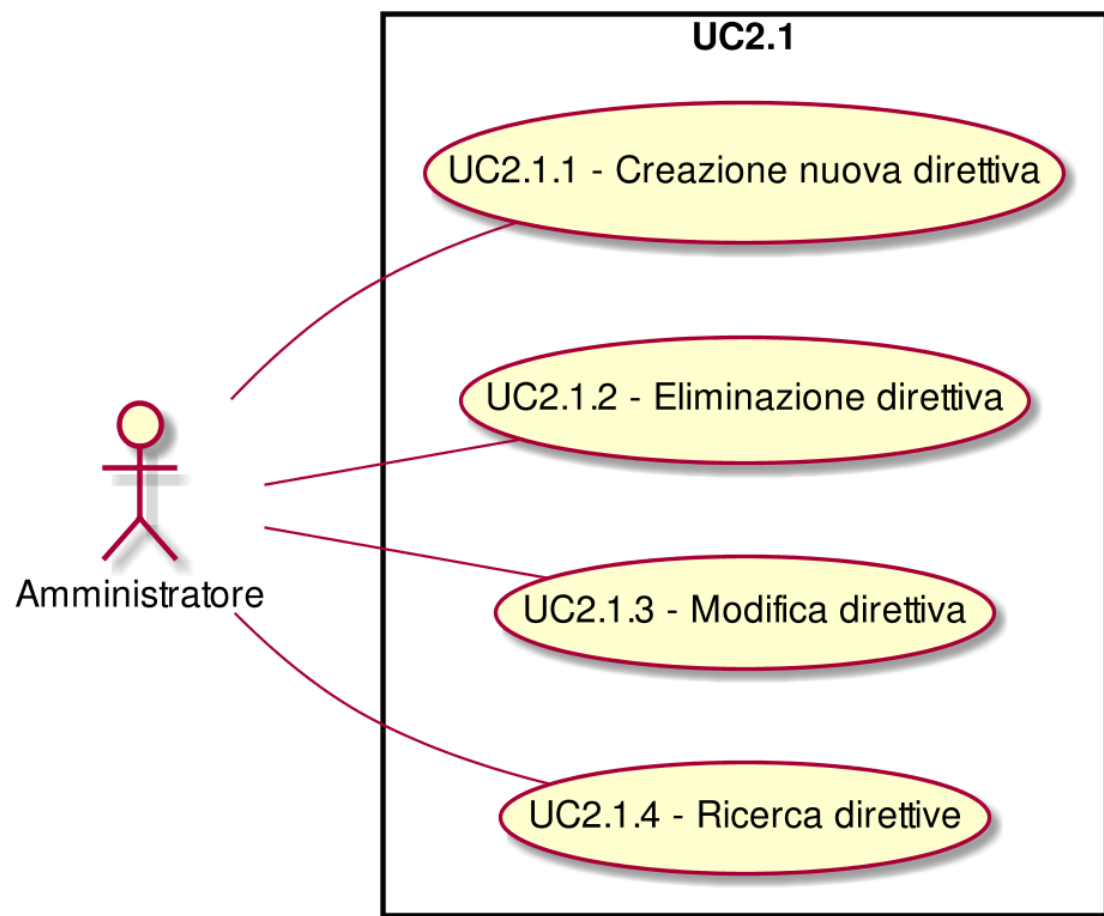 UC2.1
UC2.1.1 - Creazione nuova direttiva
UC2.1.2 - Eliminazione direttiva
UC2.1.3 - Modifica direttiva
Amministratore
UC2.1.4 - Ricerca direttive